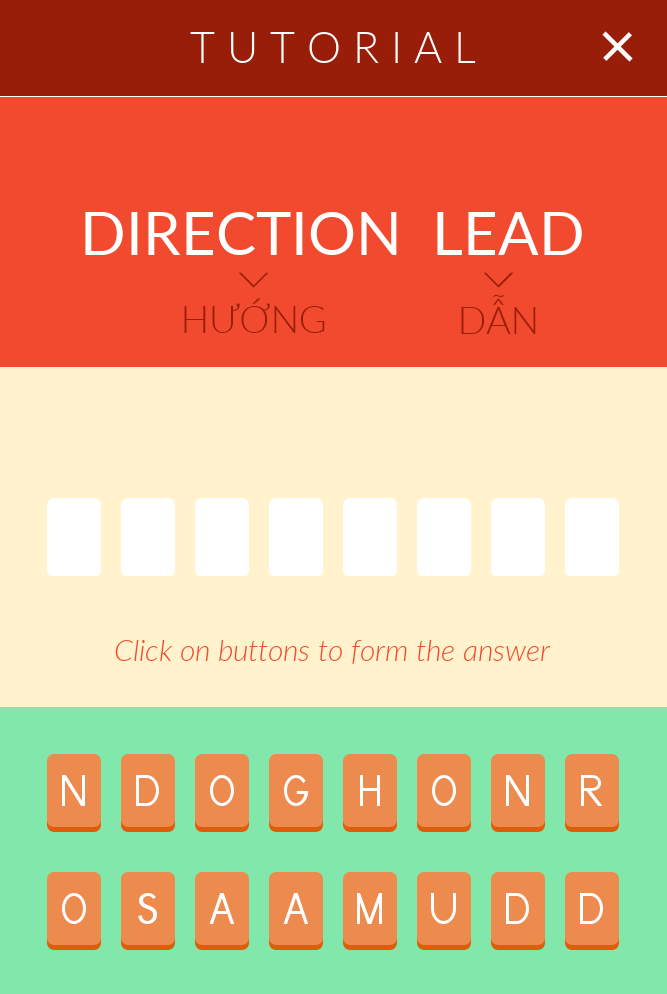 TUTORIAL
DIRECTION LEAD
HƯỚNG DẪN
Click on buttons to form the answer
N D O G H O N R
O S A A M U D D